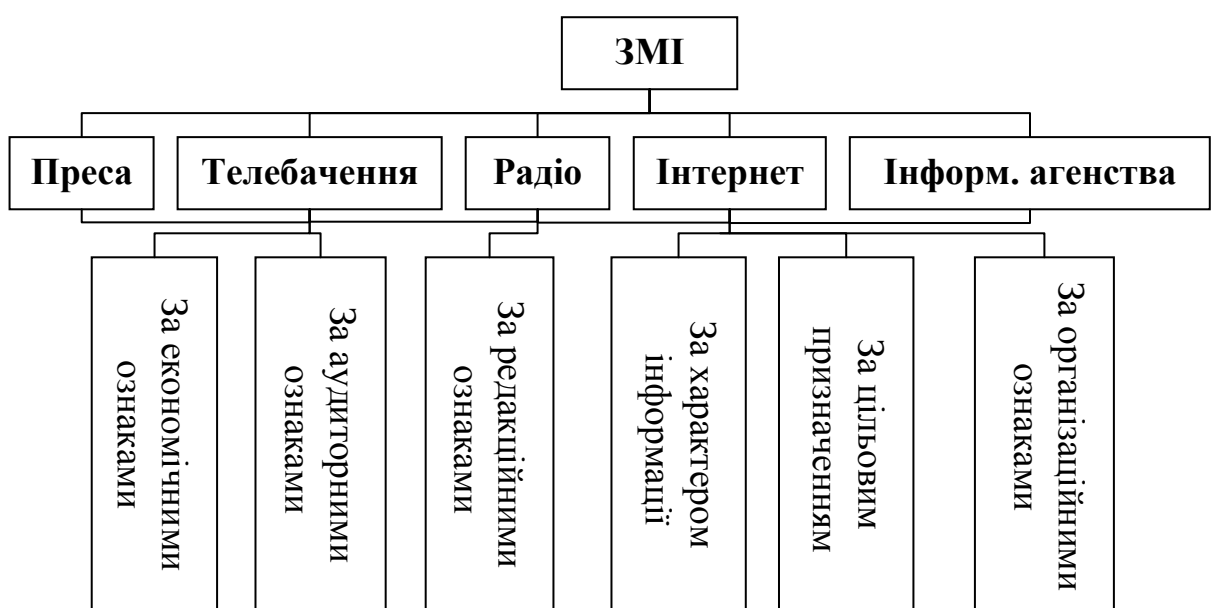 ЗМІ
Преса
Телебачення
Радіо
Інтернет
Інформ. агенства
За економічними
ознаками
За аудиторними
ознаками
За редакційними
ознаками
За характером
інформації
За цільовим
призначенням
За організаційними
ознаками